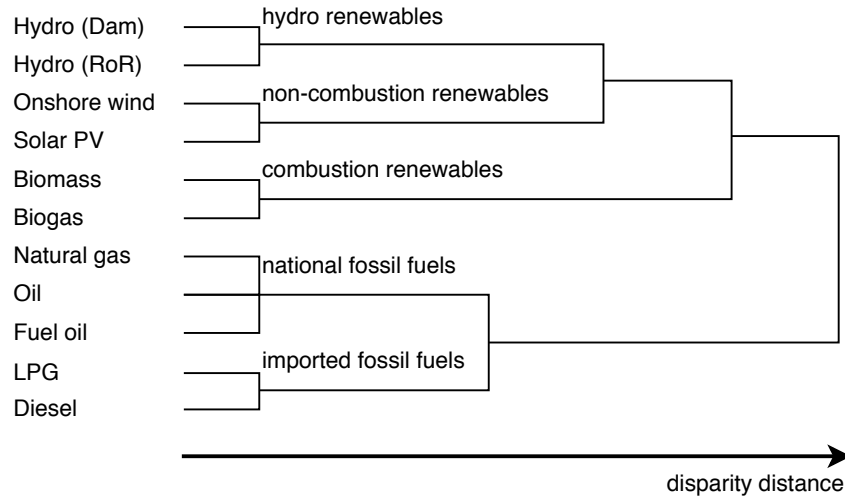 hydro renewables
Hydro (Dam)
Hydro (RoR)
Onshore wind
non-combustion renewables
Solar PV
combustion renewables
Biomass
Biogas
Natural gas
national fossil fuels
Oil
Fuel oil
imported fossil fuels
LPG
Diesel
disparity distance